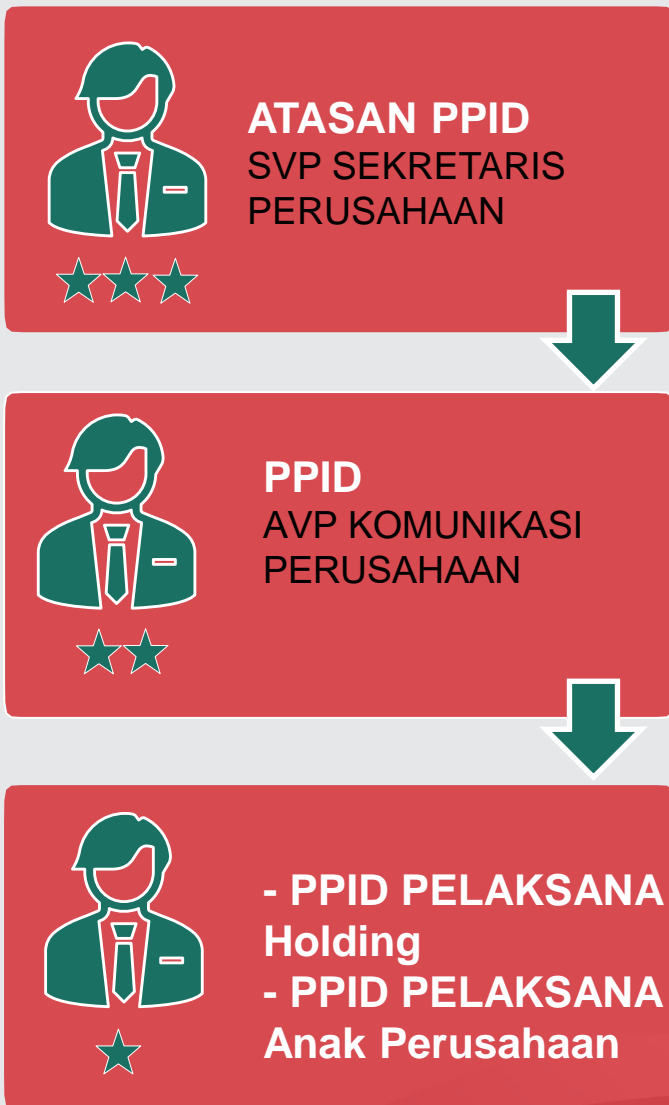 ATASAN PPID
SVP SEKRETARIS
PERUSAHAAN
PPID
AVP KOMUNIKASI
PERUSAHAAN
- PPID PELAKSANA
Holding
- PPID PELAKSANA
Anak Perusahaan